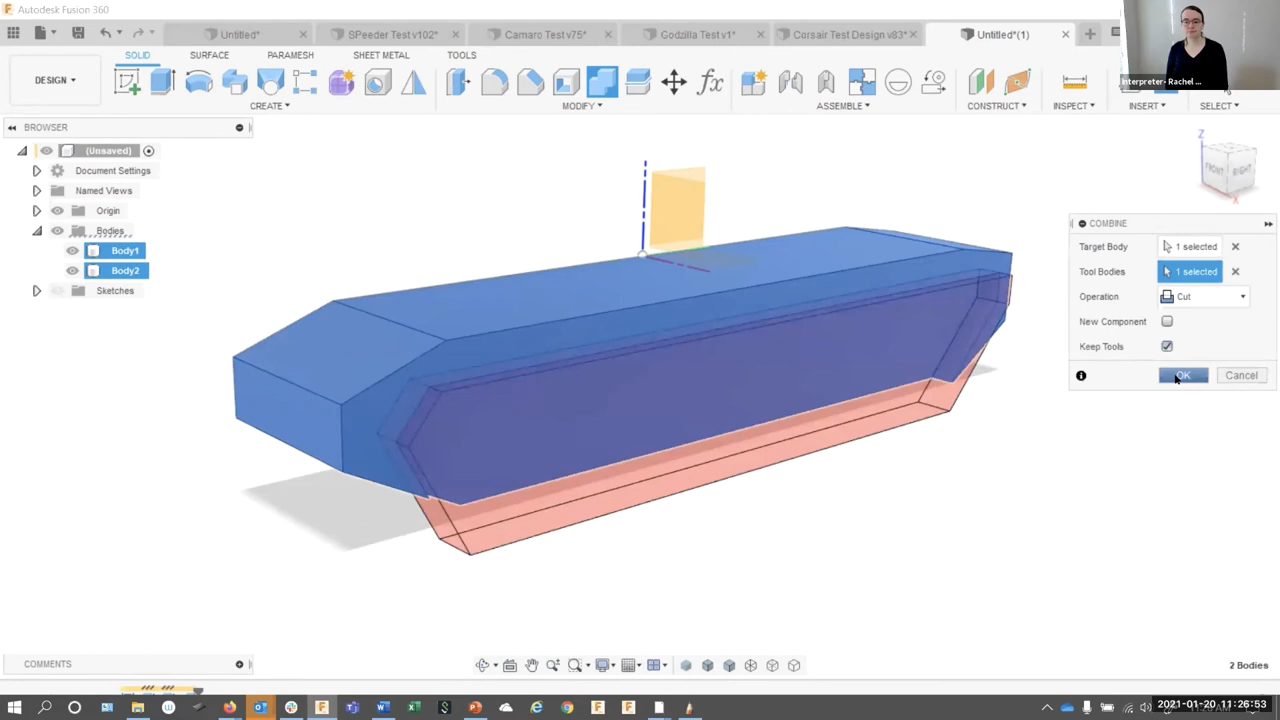 Autodesk Fusion 360
Untitled*
SPeeder Test v102*
Camaro Test v75*
Godzilla Test v1*
Corsair Test Design v83*
Untitled*(1)
Interpreter- Rachel ...
SOLID
SURFACE
PARAMESH
SHEET METAL
TOOLS
DESIGN
CREATE
MODIFY
ASSEMBLE
CONSTRUCT
INSPECT
INSERT
SELECT
BROWSER
(Unsaved)
Document Settings
Named Views
Origin
Bodies
Body1
Body2
Sketches
Z
FRONT
RIGHT
X
COMBINE
Target Body
1 selected
Tool Bodies
1 selected
Operation
Cut
New Component
Keep Tools
OK
Cancel
COMMENTS
2 Bodies
2021-01-20 11:26:53